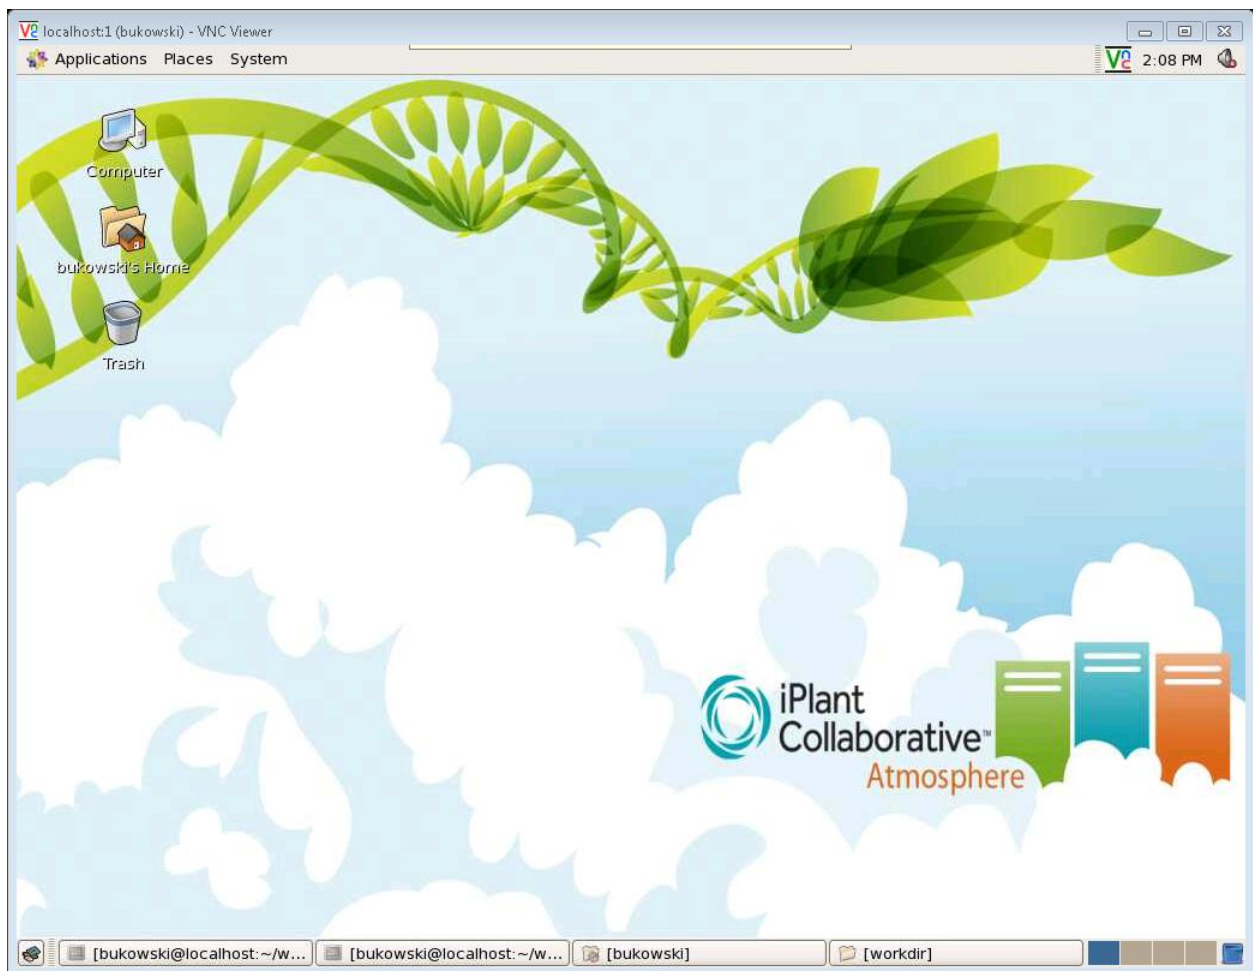 localhost:1 (bukowski) - VNC Viewer
Applications Places System 2:08 PM
Computer
bukowski's Home
Trash
iPlant
Collaborative™
Atmosphere
[bukowski@localhost:~/w... [bukowski@localhost:~/w... [bukowski] [workdir]